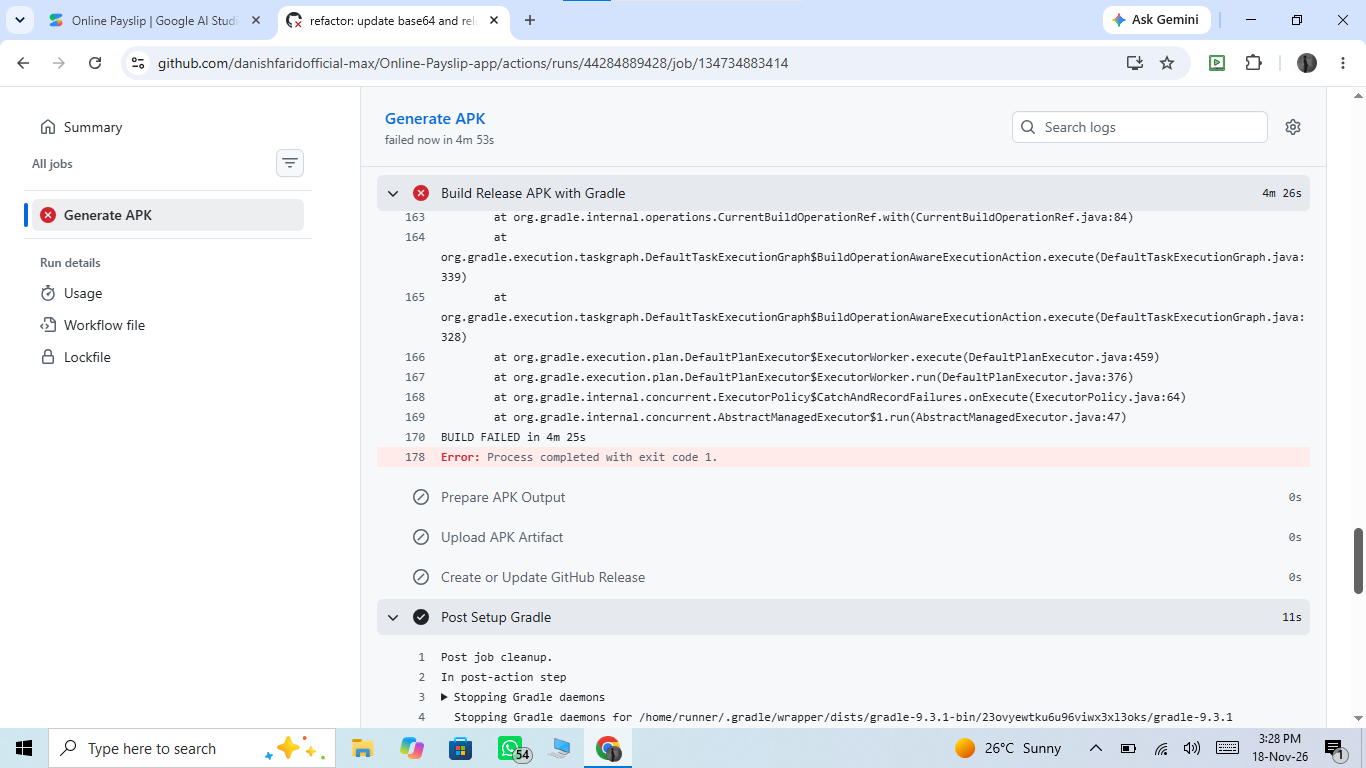 Online Payslip | Google AI Studi
refactor: update base64 and rel
Ask Gemini
github.com/danishfaridofficial-max/Online-Payslip-app/actions/runs/44284889428/job/134734883414
Summary
All jobs
Generate APK
Run details
Usage
Workflow file
Lockfile
Generate APK
failed now in 4m 53s
Search logs
Build Release APK with Gradle
4m 26s
163 at org.gradle.internal.operations.CurrentBuildOperationRef.with(CurrentBuildOperationRef.java:84)
164 at
org.gradle.execution.taskgraph.DefaultTaskExecutionGraph$BuildOperationAwareExecutionAction.execute(DefaultTaskExecutionGraph.java:
339)
165 at
org.gradle.execution.taskgraph.DefaultTaskExecutionGraph$BuildOperationAwareExecutionAction.execute(DefaultTaskExecutionGraph.java:
328)
166 at org.gradle.execution.plan.DefaultPlanExecutor$ExecutorWorker.execute(DefaultPlanExecutor.java:459)
167 at org.gradle.execution.plan.DefaultPlanExecutor$ExecutorWorker.run(DefaultPlanExecutor.java:376)
168 at org.gradle.internal.concurrent.ExecutorPolicy$CatchAndRecordFailures.onExecute(ExecutorPolicy.java:64)
169 at org.gradle.internal.concurrent.AbstractManagedExecutor$1.run(AbstractManagedExecutor.java:47)
170 BUILD FAILED in 4m 25s
178 Error: Process completed with exit code 1.
Prepare APK Output
0s
Upload APK Artifact
0s
Create or Update GitHub Release
0s
Post Setup Gradle
11s
1 Post job cleanup.
2 In post-action step
3 Stopping Gradle daemons
4 Stopping Gradle daemons for /home/runner/.gradle/wrapper/dists/gradle-9.3.1-bin/23ovyewtku6u96viwx3xl3oks/gradle-9.3.1
Type here to search
54
26°C Sunny
3:28 PM
18-Nov-26
1